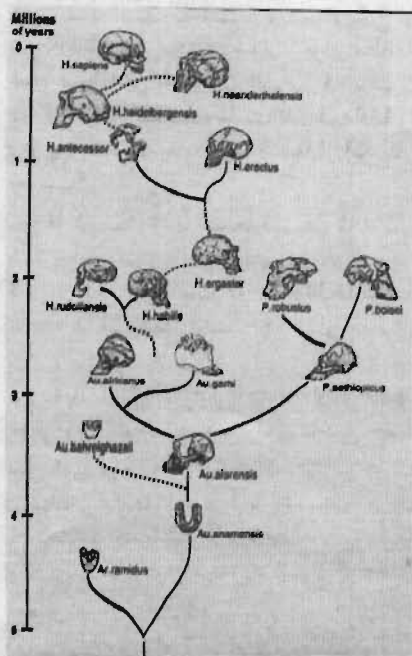 Millions
of years
0
H.sapiens
H.neanderthalensis
H.heidelbergensis
H.antecessor
H.erectus
1
H.ergaster
2
H.rudolfensis
H.habilis
P.robustus
P.boisei
Au.africanus
Au.garhi
P.aethiopicus
3
Au.bahrelghazali
Au.afarensis
4
Au.anamensis
Ar.ramidus
5